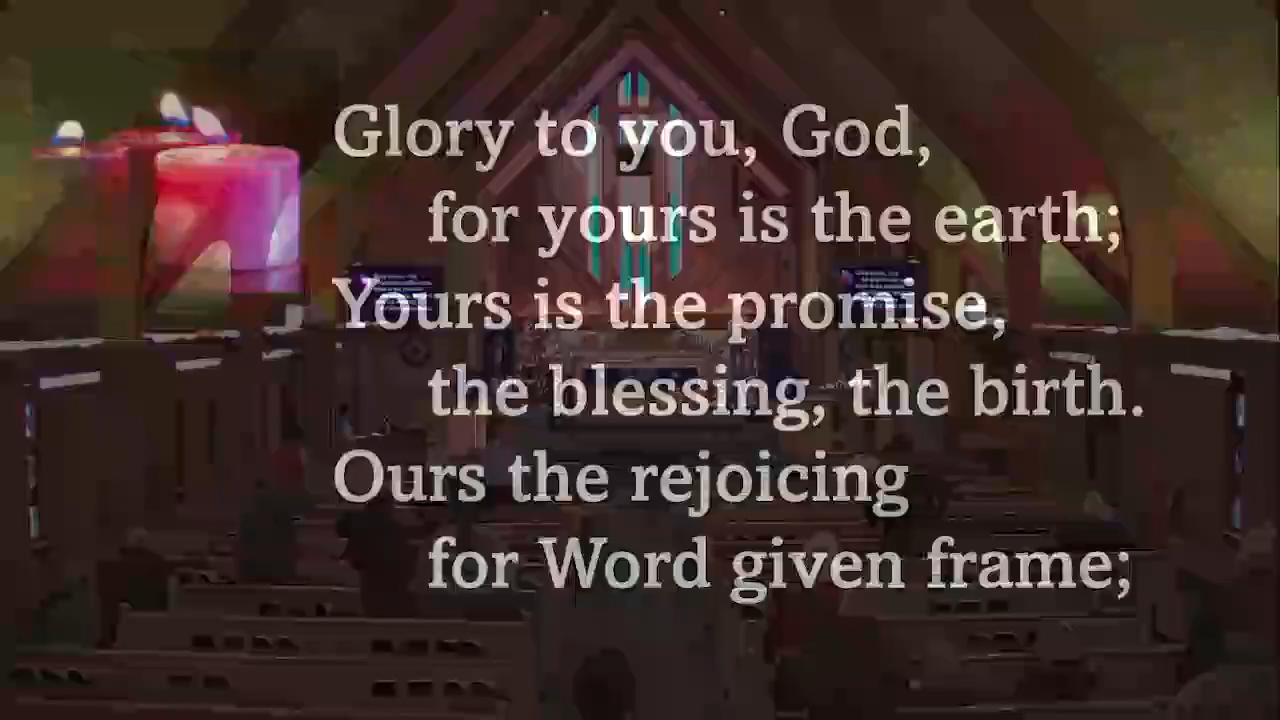 Glory to you, God,
for yours is the earth;
Yours is the promise,
the blessing, the birth.
Ours the rejoicing
for Word given frame;